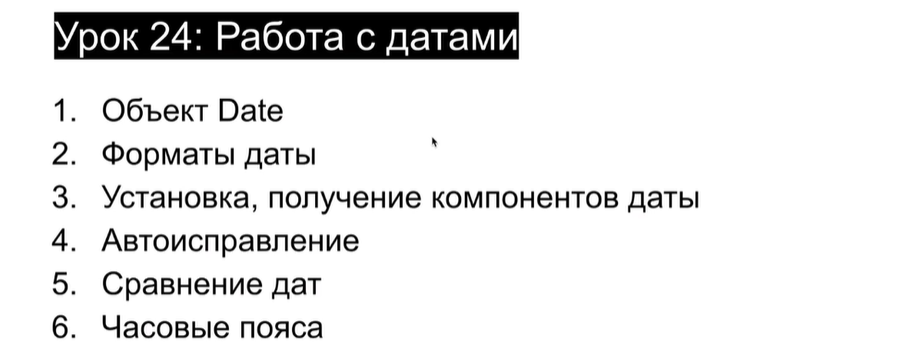 Урок 24: Работа с датами
1. Объект Date
2. Форматы даты
3. Установка, получение компонентов даты
4. Автоисправление
5. Сравнение дат
6. Часовые пояса